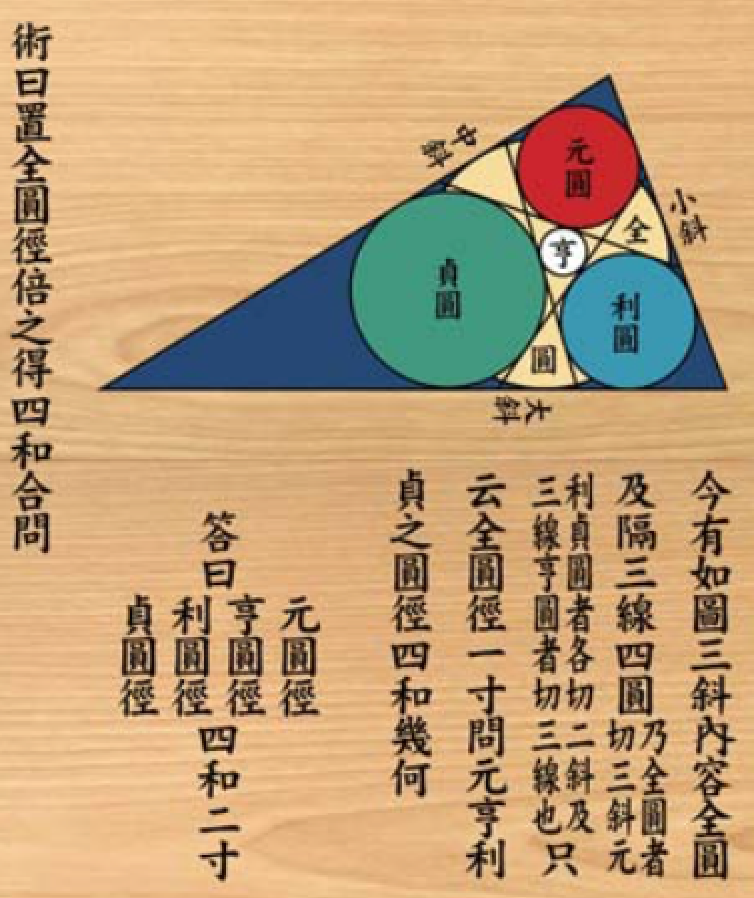 元圓
小斜
中斜
全
亨
貞圓
利圓
圓
大斜
今有如圖三斜內容全圓
及隔三線四圓乃全圓者
切三斜元
利貞圓者各切二斜及
三線亨圓者切三線也只
云全圓徑一寸問元亨利
貞之圓徑四和幾何
答曰
元圓徑
亨圓徑
利圓徑
貞圓徑
四和二寸
術曰置全圓徑倍之得四和合問